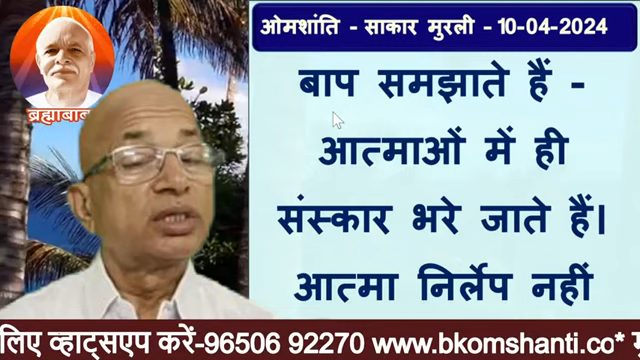 ओमशांति - साकार मुरली - 10-04-2024
बाप समझाते हैं -
आत्माओं में ही
संस्कार भरे जाते हैं।
आत्मा निर्लेप नहीं
ब्रह्माबाबा
लिए व्हाट्सएप करें-96506 92270 www.bkomshanti.co*